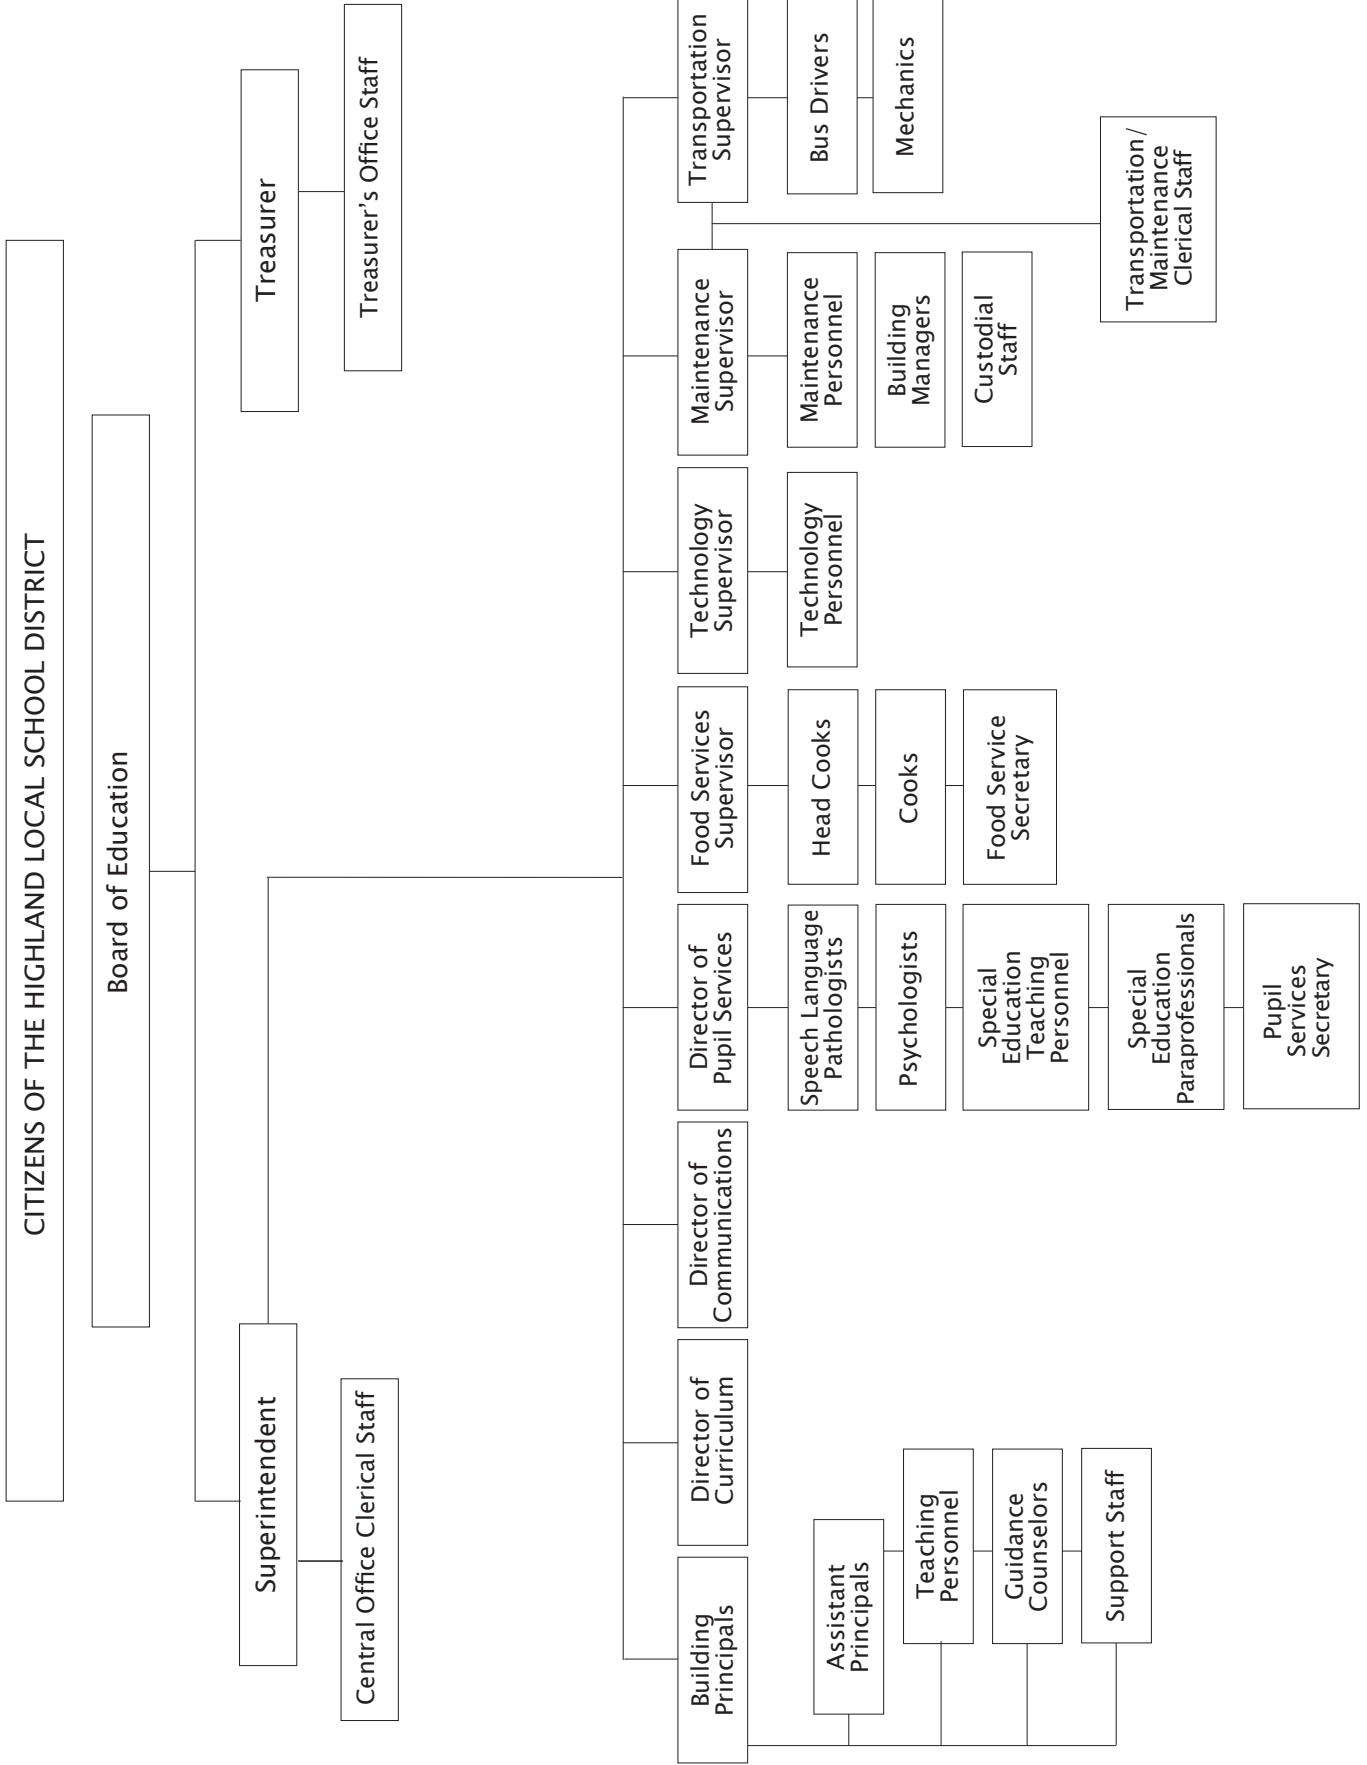 CITIZENS OF THE HIGHLAND LOCAL SCHOOL DISTRICT
Board of Education
Superintendent
Treasurer
Central Office Clerical Staff
Treasurer's Office Staff
Building
Principals
Director of
Curriculum
Director of
Communications
Director of
Pupil Services
Food Services
Supervisor
Technology
Supervisor
Maintenance
Supervisor
Transportation
Supervisor
Assistant
Principals
Teaching
Personnel
Guidance
Counselors
Support Staff
Speech Language
Pathologists
Psychologists
Special
Education
Teaching
Personnel
Special
Education
Paraprofessionals
Pupil
Services
Secretary
Head Cooks
Cooks
Food Service
Secretary
Technology
Personnel
Maintenance
Personnel
Building
Managers
Custodial
Staff
Bus Drivers
Mechanics
Transportation/
Maintenance
Clerical Staff